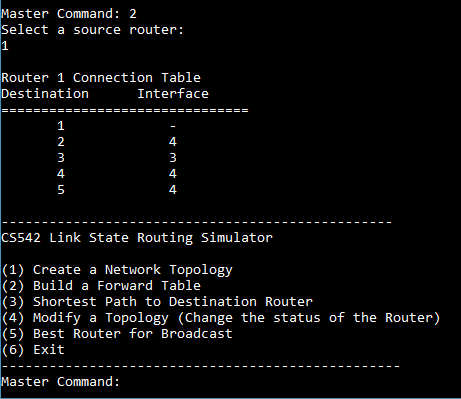 Master Command: 2
Select a source router:
1
Router 1 Connection Table
Destination Interface
===============================
1 -
2 4
3 3
4 4
5 4
-------------------------------------------------
CS542 Link State Routing Simulator
(1) Create a Network Topology
(2) Build a Forward Table
(3) Shortest Path to Destination Router
(4) Modify a Topology (Change the status of the Router)
(5) Best Router for Broadcast
(6) Exit
--------------------------------------------------
Master Command: